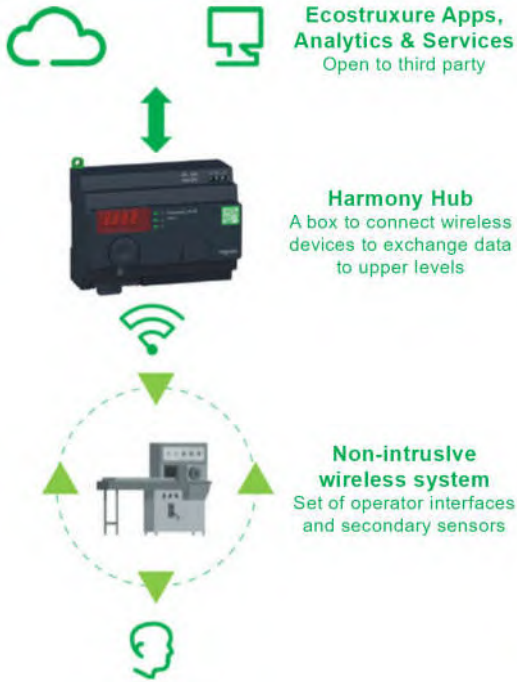 Ecostruxure Apps,
Analytics & Services
Open to third party
Harmony Hub
A box to connect wireless
devices to exchange data
to upper levels
Non-intrusive
wireless system
Set of operator interfaces
and secondary sensors